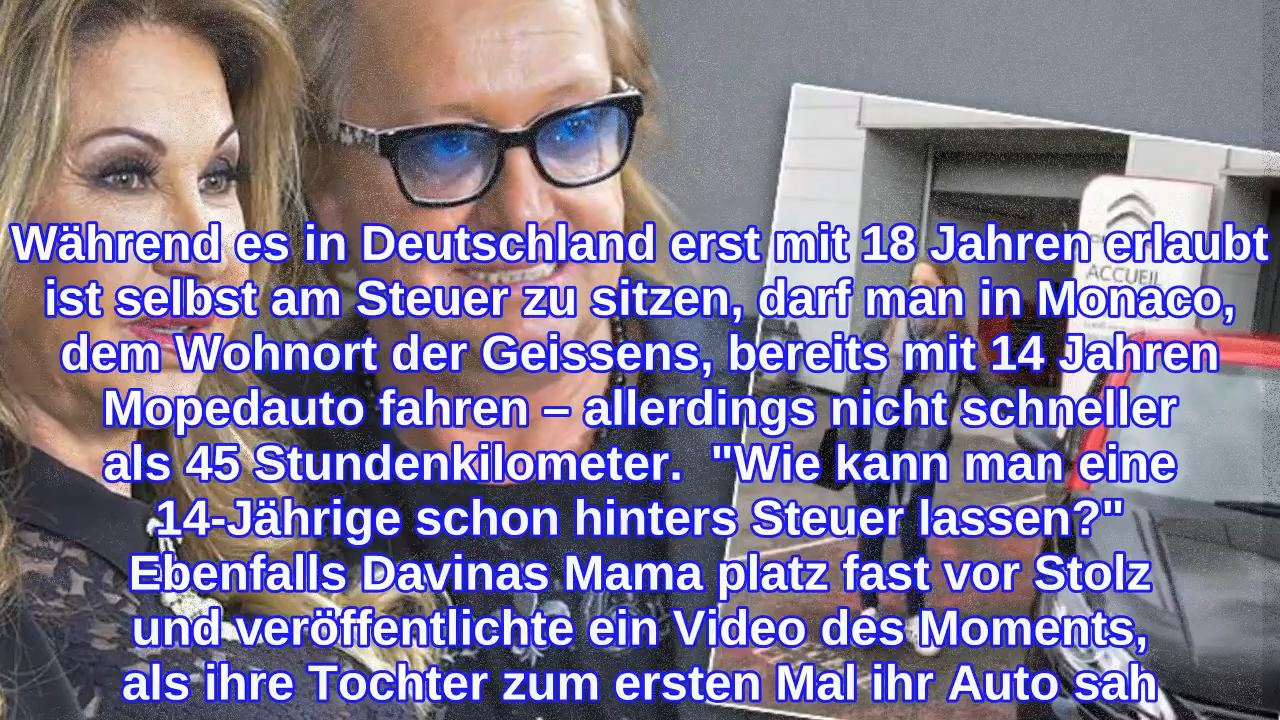 Während es in Deutschland erst mit 18 Jahren erlaubt
ist selbst am Steuer zu sitzen, darf man in Monaco,
dem Wohnort der Geissens, bereits mit 14 Jahren
Mopedauto fahren – allerdings nicht schneller
als 45 Stundenkilometer.  "Wie kann man eine
14-Jährige schon hinters Steuer lassen?"
Ebenfalls Davinas Mama platz fast vor Stolz
und veröffentlichte ein Video des Moments,
als ihre Tochter zum ersten Mal ihr Auto sah
ACCUEIL